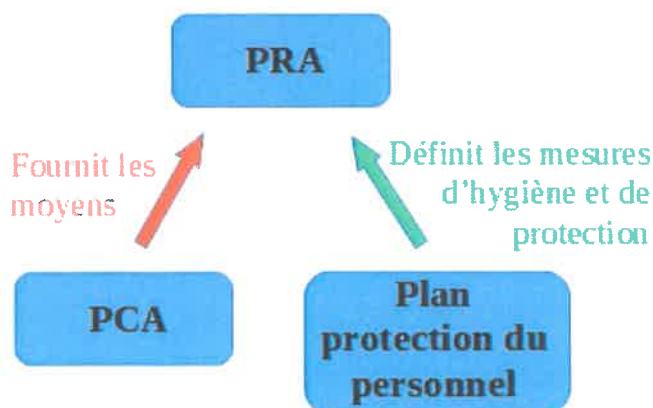 PRA
Fournit les
moyens
Définit les mesures
d'hygiène et de
protection
PCA
Plan
protection du
personnel